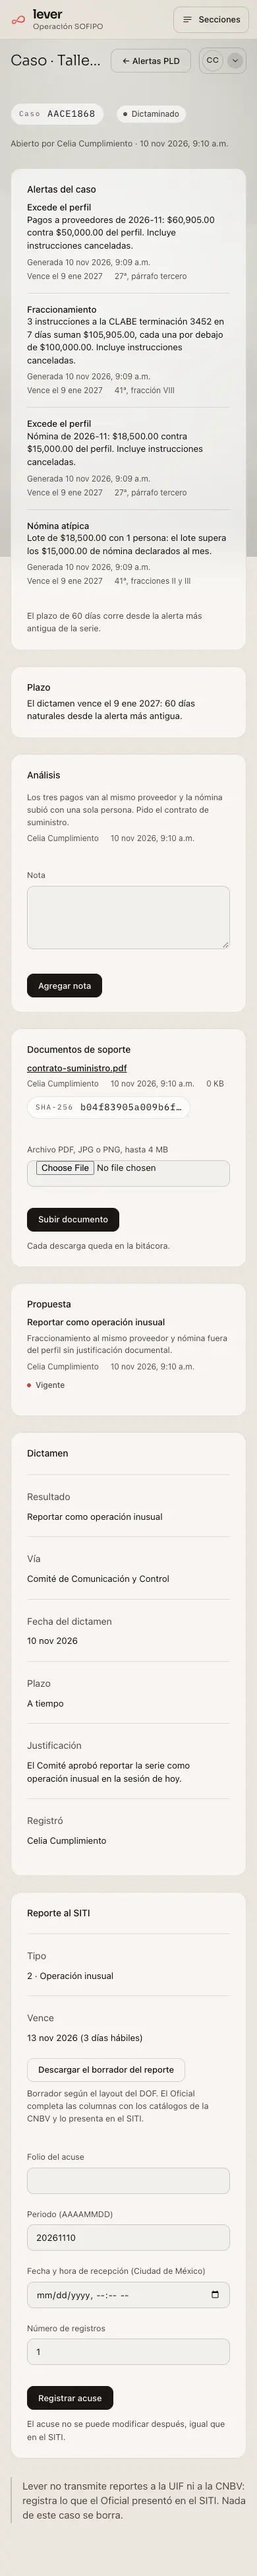 lever
Operación SOFIPO
Secciones
Caso · Talle...
← Alertas PLD
CC
Caso AACE1868
Dictaminado
Abierto por Celia Cumplimiento · 10 nov 2026, 9:10 a.m.
Alertas del caso
Excede el perfil
Pagos a proveedores de 2026-11: $60,905.00
contra $50,000.00 del perfil. Incluye
instrucciones canceladas.
Generada 10 nov 2026, 9:09 a.m.
Vence el 9 ene 2027 27ª, párrafo tercero
Fraccionamiento
3 instrucciones a la CLABE terminación 3452 en
7 días suman $105,905.00, cada una por debajo
de $100,000.00. Incluye instrucciones
canceladas.
Generada 10 nov 2026, 9:09 a.m.
Vence el 9 ene 2027 41ª, fracción VIII
Excede el perfil
Nómina de 2026-11: $18,500.00 contra
$15,000.00 del perfil. Incluye instrucciones
canceladas.
Generada 10 nov 2026, 9:09 a.m.
Vence el 9 ene 2027 27ª, párrafo tercero
Nómina atípica
Lote de $18,500.00 con 1 persona: el lote supera
los $15,000.00 de nómina declarados al mes.
Generada 10 nov 2026, 9:09 a.m.
Vence el 9 ene 2027 41ª, fracciones II y III
El plazo de 60 días corre desde la alerta más
antigua de la serie.
Plazo
El dictamen vence el 9 ene 2027: 60 días
naturales desde la alerta más antigua.
Análisis
Los tres pagos van al mismo proveedor y la nómina
subió con una sola persona. Pido el contrato de
suministro.
Celia Cumplimiento 10 nov 2026, 9:10 a.m.
Nota
Agregar nota
Documentos de soporte
contrato-suministro.pdf
Celia Cumplimiento 10 nov 2026, 9:10 a.m. 0 KB
SHA-256 b04f83905a009b6f…
Archivo PDF, JPG o PNG, hasta 4 MB
Choose File No file chosen
Subir documento
Cada descarga queda en la bitácora.
Propuesta
Reportar como operación inusual
Fraccionamiento al mismo proveedor y nómina fuera
del perfil sin justificación documental.
Celia Cumplimiento 10 nov 2026, 9:10 a.m.
Vigente
Dictamen
Resultado
Reportar como operación inusual
Vía
Comité de Comunicación y Control
Fecha del dictamen
10 nov 2026
Plazo
A tiempo
Justificación
El Comité aprobó reportar la serie como
operación inusual en la sesión de hoy.
Registró
Celia Cumplimiento
Reporte al SITI
Tipo
2 · Operación inusual
Vence
13 nov 2026 (3 días hábiles)
Descargar el borrador del reporte
Borrador según el layout del DOF. El Oficial
completa las columnas con los catálogos de la
CNBV y lo presenta en el SITI.
Folio del acuse
Periodo (AAAAMMDD)
20261110
Fecha y hora de recepción (Ciudad de México)
mm/dd/yyyy, --:-- --
Número de registros
1
Registrar acuse
El acuse no se puede modificar después, igual que
en el SITI.
Lever no transmite reportes a la UIF ni a la CNBV:
registra lo que el Oficial presentó en el SITI. Nada
de este caso se borra.